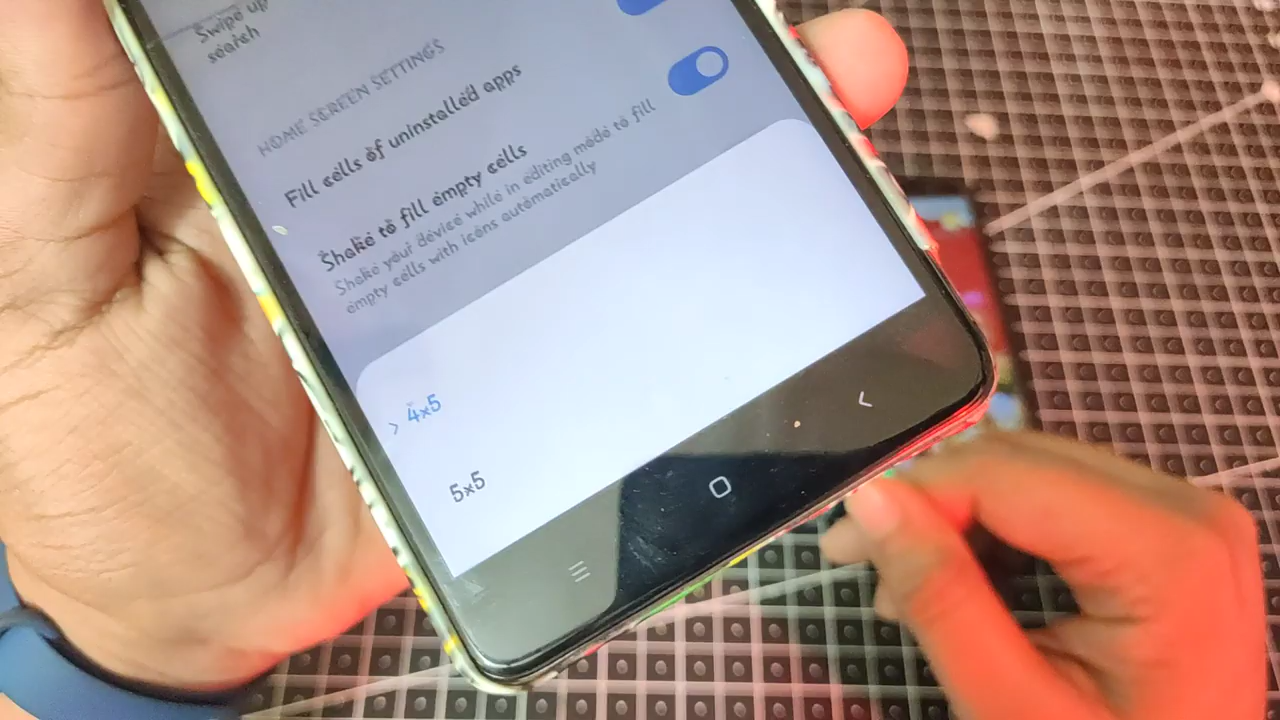 Swipe up
search
HOME SCREEN SETTINGS
Fill cells of uninstalled apps
Shake to fill empty cells
Shake your device while in editing mode to fill
empty cells with icons automatically
4x5
5x5